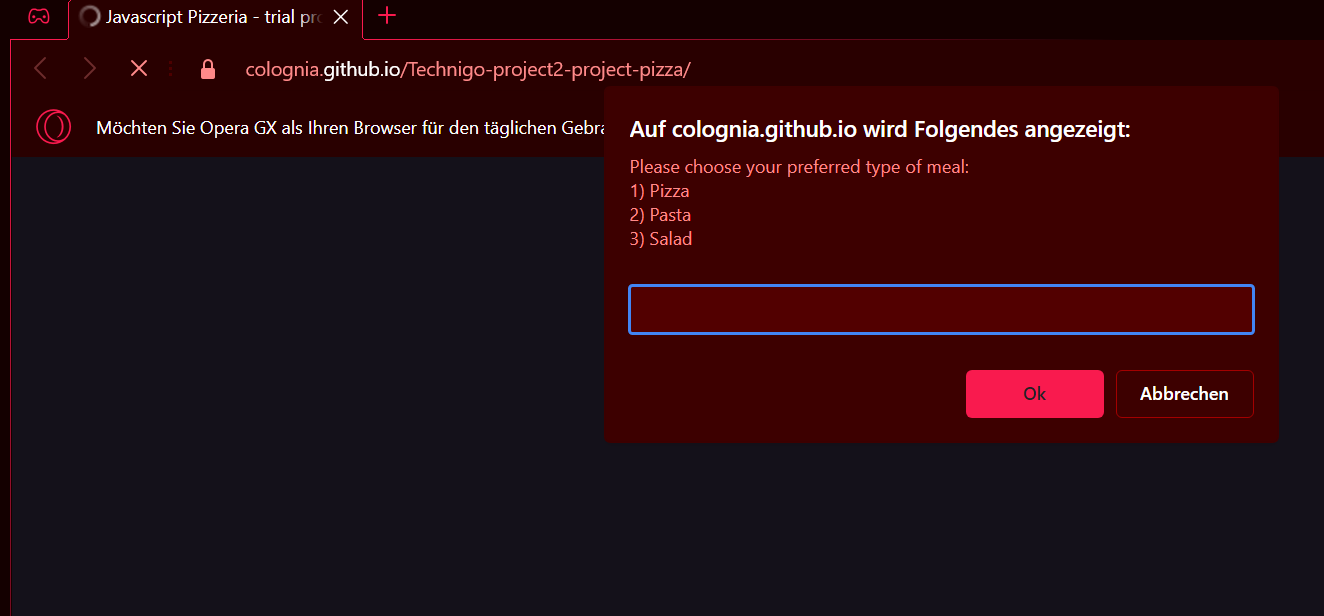 Javascript Pizzeria - trial pro
colognia.github.io/Technigo-project2-project-pizza/
Möchten Sie Opera GX als Ihren Browser für den täglichen
Auf colognia.github.io wird Folgendes angezeigt:
Please choose your preferred type of meal:
1) Pizza
2) Pasta
3) Salad
Ok
Abbrechen